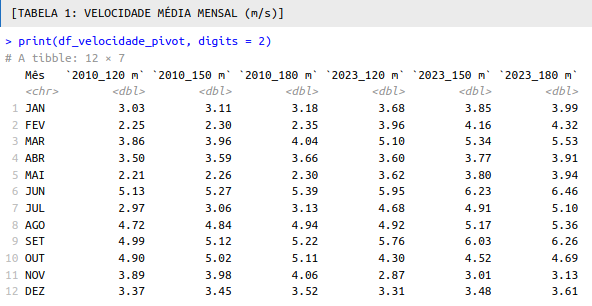 [TABELA 1: VELOCIDADE MÉDIA MENSAL (m/s)]
> print(df_velocidade_pivot, digits = 2)
# A tibble: 12 × 7
Mês `2010_120 m` `2010_150 m` `2010_180 m` `2023_120 m` `2023_150 m` `2023_180 m`
<chr> <dbl> <dbl> <dbl> <dbl> <dbl> <dbl>
1 JAN 3.03 3.11 3.18 3.68 3.85 3.99
2 FEV 2.25 2.30 2.35 3.96 4.16 4.32
3 MAR 3.86 3.96 4.04 5.10 5.34 5.53
4 ABR 3.50 3.59 3.66 3.60 3.77 3.91
5 MAI 2.21 2.26 2.30 3.62 3.80 3.94
6 JUN 5.13 5.27 5.39 5.95 6.23 6.46
7 JUL 2.97 3.06 3.13 4.68 4.91 5.10
8 AGO 4.72 4.84 4.94 4.92 5.17 5.36
9 SET 4.99 5.12 5.22 5.76 6.03 6.26
10 OUT 4.90 5.02 5.11 4.30 4.52 4.69
11 NOV 3.89 3.98 4.06 2.87 3.01 3.13
12 DEZ 3.37 3.45 3.52 3.31 3.48 3.61